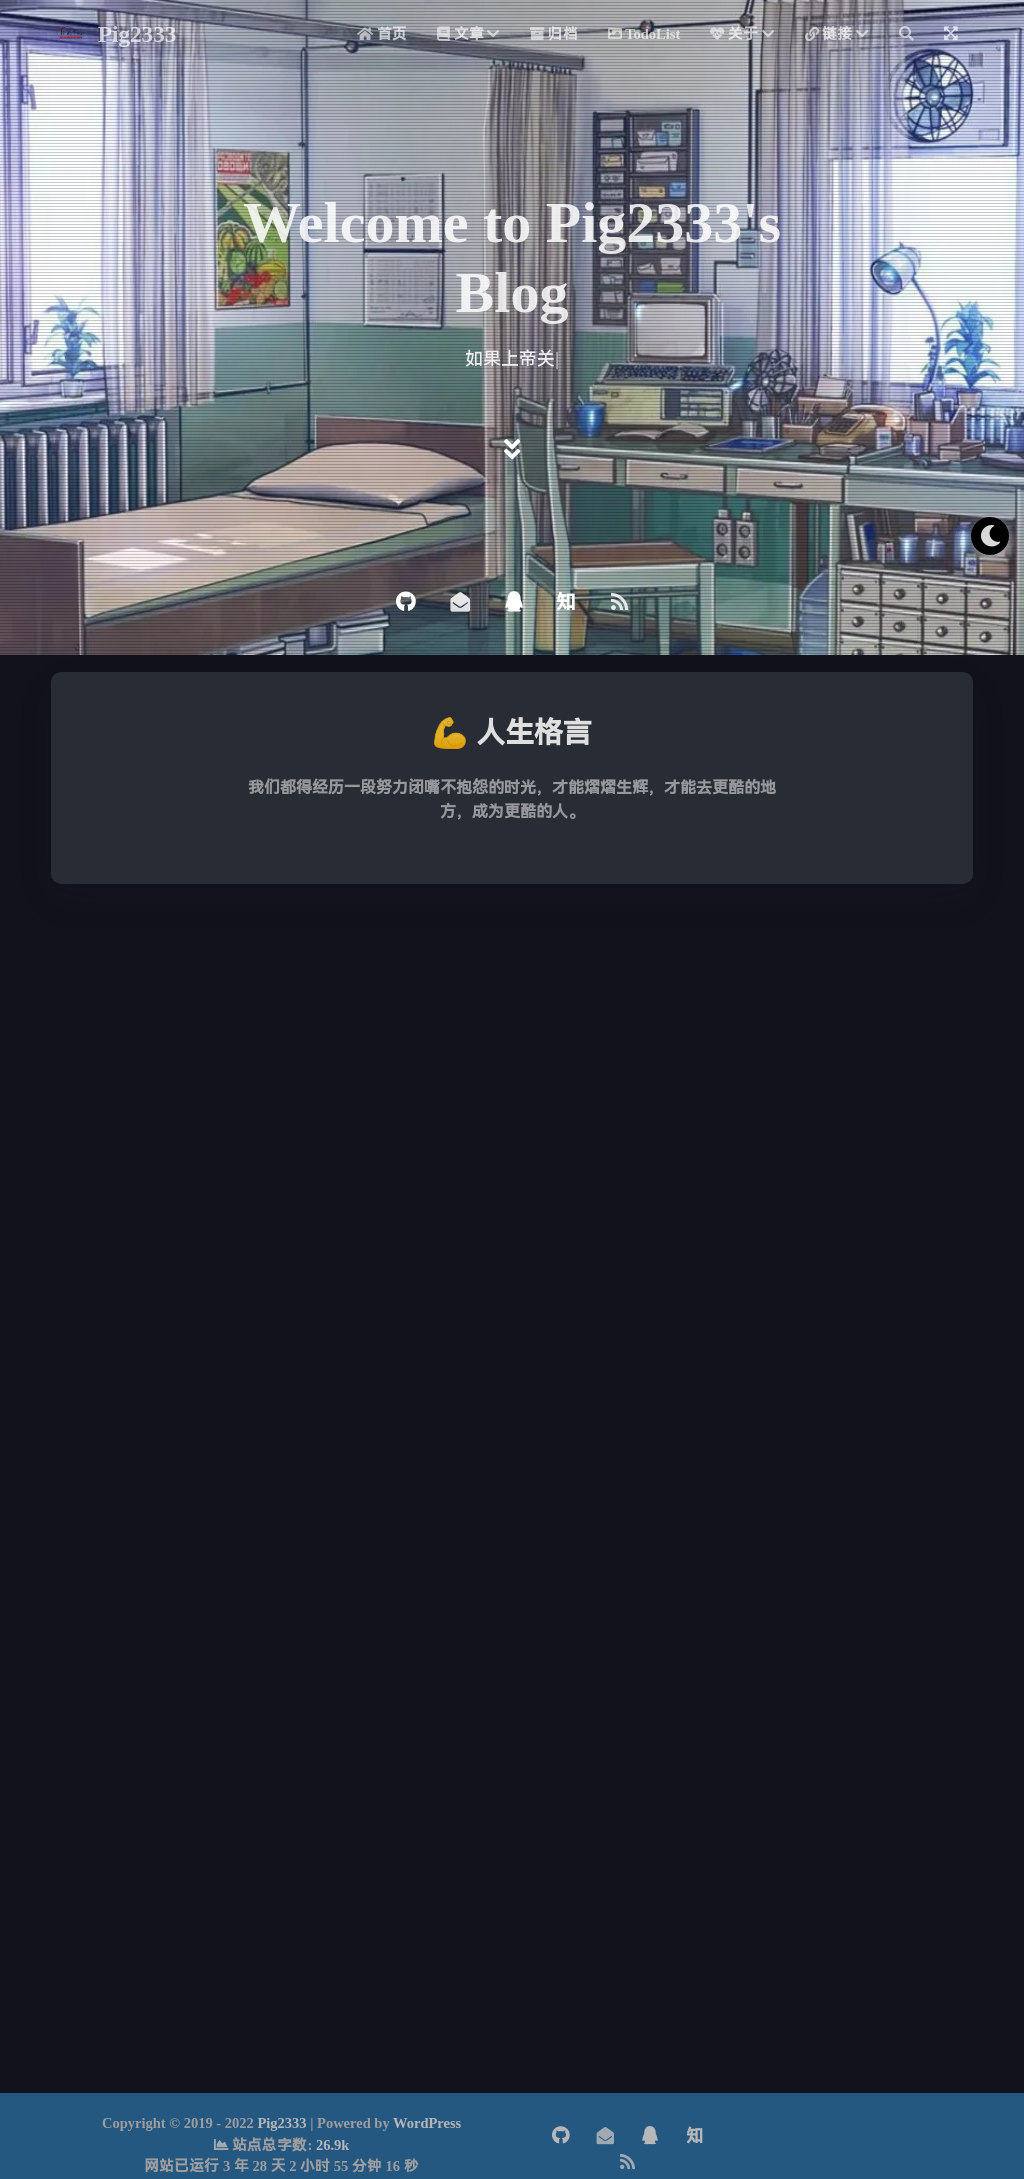 Pig2333 首页 文章 归档 TodoList 关于 链接
Welcome to Pig2333's
Blog
如果上帝关|
知
💪 人生格言
我们都得经历一段努力闭嘴不抱怨的时光，才能熠熠生辉，才能去更酷的地
方，成为更酷的人。
Copyright © 2019 - 2022 Pig2333 | Powered by WordPress
站点总字数: 26.9k
网站已运行 3 年 28 天 2 小时 55 分钟 16 秒
知